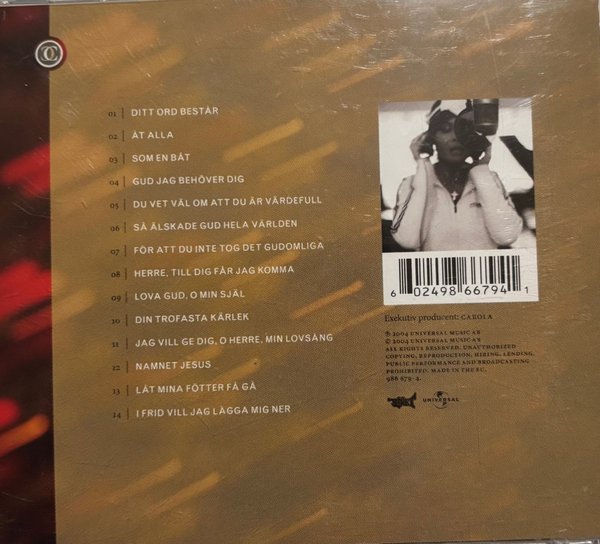 01 | DITT ORD BESTÅR
02 | ÅT ALLA
03 | SOM EN BÅT
04 | GUD JAG BEHÖVER DIG
05 | DU VET VÄL OM ATT DU ÄR VÄRDEFULL
06 | SÅ ÄLSKADE GUD HELA VÄRLDEN
07 | FÖR ATT DU INTE TOG DET GUDOMLIGA
08 | HERRE, TILL DIG FÅR JAG KOMMA
09 | LOVA GUD, O MIN SJÄL
10 | DIN TROFASTA KÄRLEK
11 | JAG VILL GE DIG, O HERRE, MIN LOVSÅNG
12 | NAMNET JESUS
13 | LÅT MINA FÖTTER FÅ GÅ
14 | I FRID VILL JAG LÄGGA MIG NER
6 02498 66794 1
Exekutiv producent: CAROLA
℗ 2004 UNIVERSAL MUSIC AB
© 2004 UNIVERSAL MUSIC AB
ALL RIGHTS RESERVED. UNAUTHORIZED
COPYING, REPRODUCTION, HIRING, LENDING,
PUBLIC PERFORMANCE AND BROADCASTING
PROHIBITED. MADE IN THE EU.
986 679-4.
UNIVERSAL